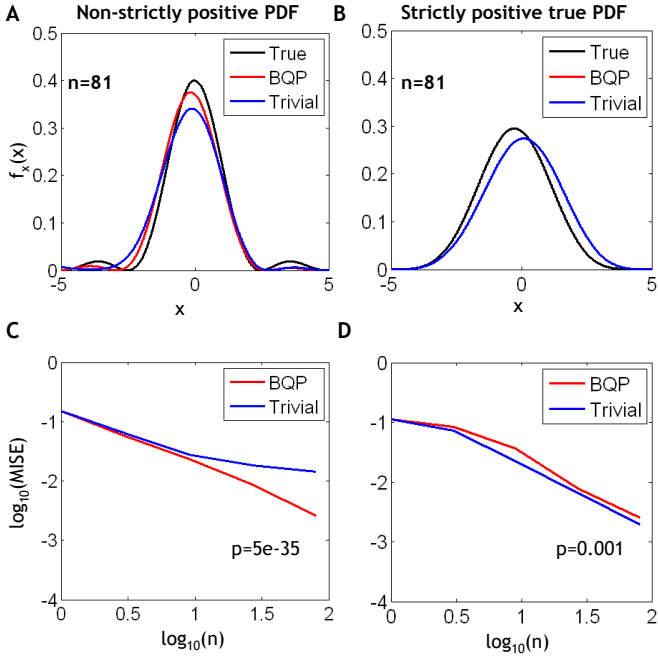 A Non-strictly positive PDF
B Strictly positive true PDF
0.5
0.4
0.3
0.2
0.1
0
f_x(x)
n=81
True
BQP
Trivial
-5 0 5
x
0.5
0.4
0.3
0.2
0.1
0
n=81
True
BQP
Trivial
-5 0 5
x
C
0
-1
-2
-3
-4
log₁₀(MISE)
BQP
Trivial
p=5e-35
0 0.5 1 1.5 2
log₁₀(n)
D
0
-1
-2
-3
-4
BQP
Trivial
p=0.001
0 0.5 1 1.5 2
log₁₀(n)